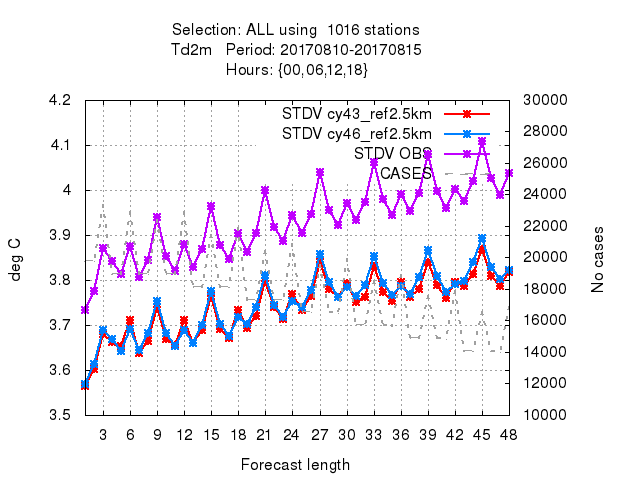 Selection: ALL using  1016 stations
Td2m   Period: 20170810-20170815
Hours: {00,06,12,18}
STDV cy43_ref2.5km
STDV cy46_ref2.5km
STDV OBS
CASES
4.2
4.1
4
3.9
3.8
3.7
3.6
3.5
deg C
30000
28000
26000
24000
22000
20000
18000
16000
14000
12000
10000
No cases
3 6 9 12 15 18 21 24 27 30 33 36 39 42 45 48
Forecast length